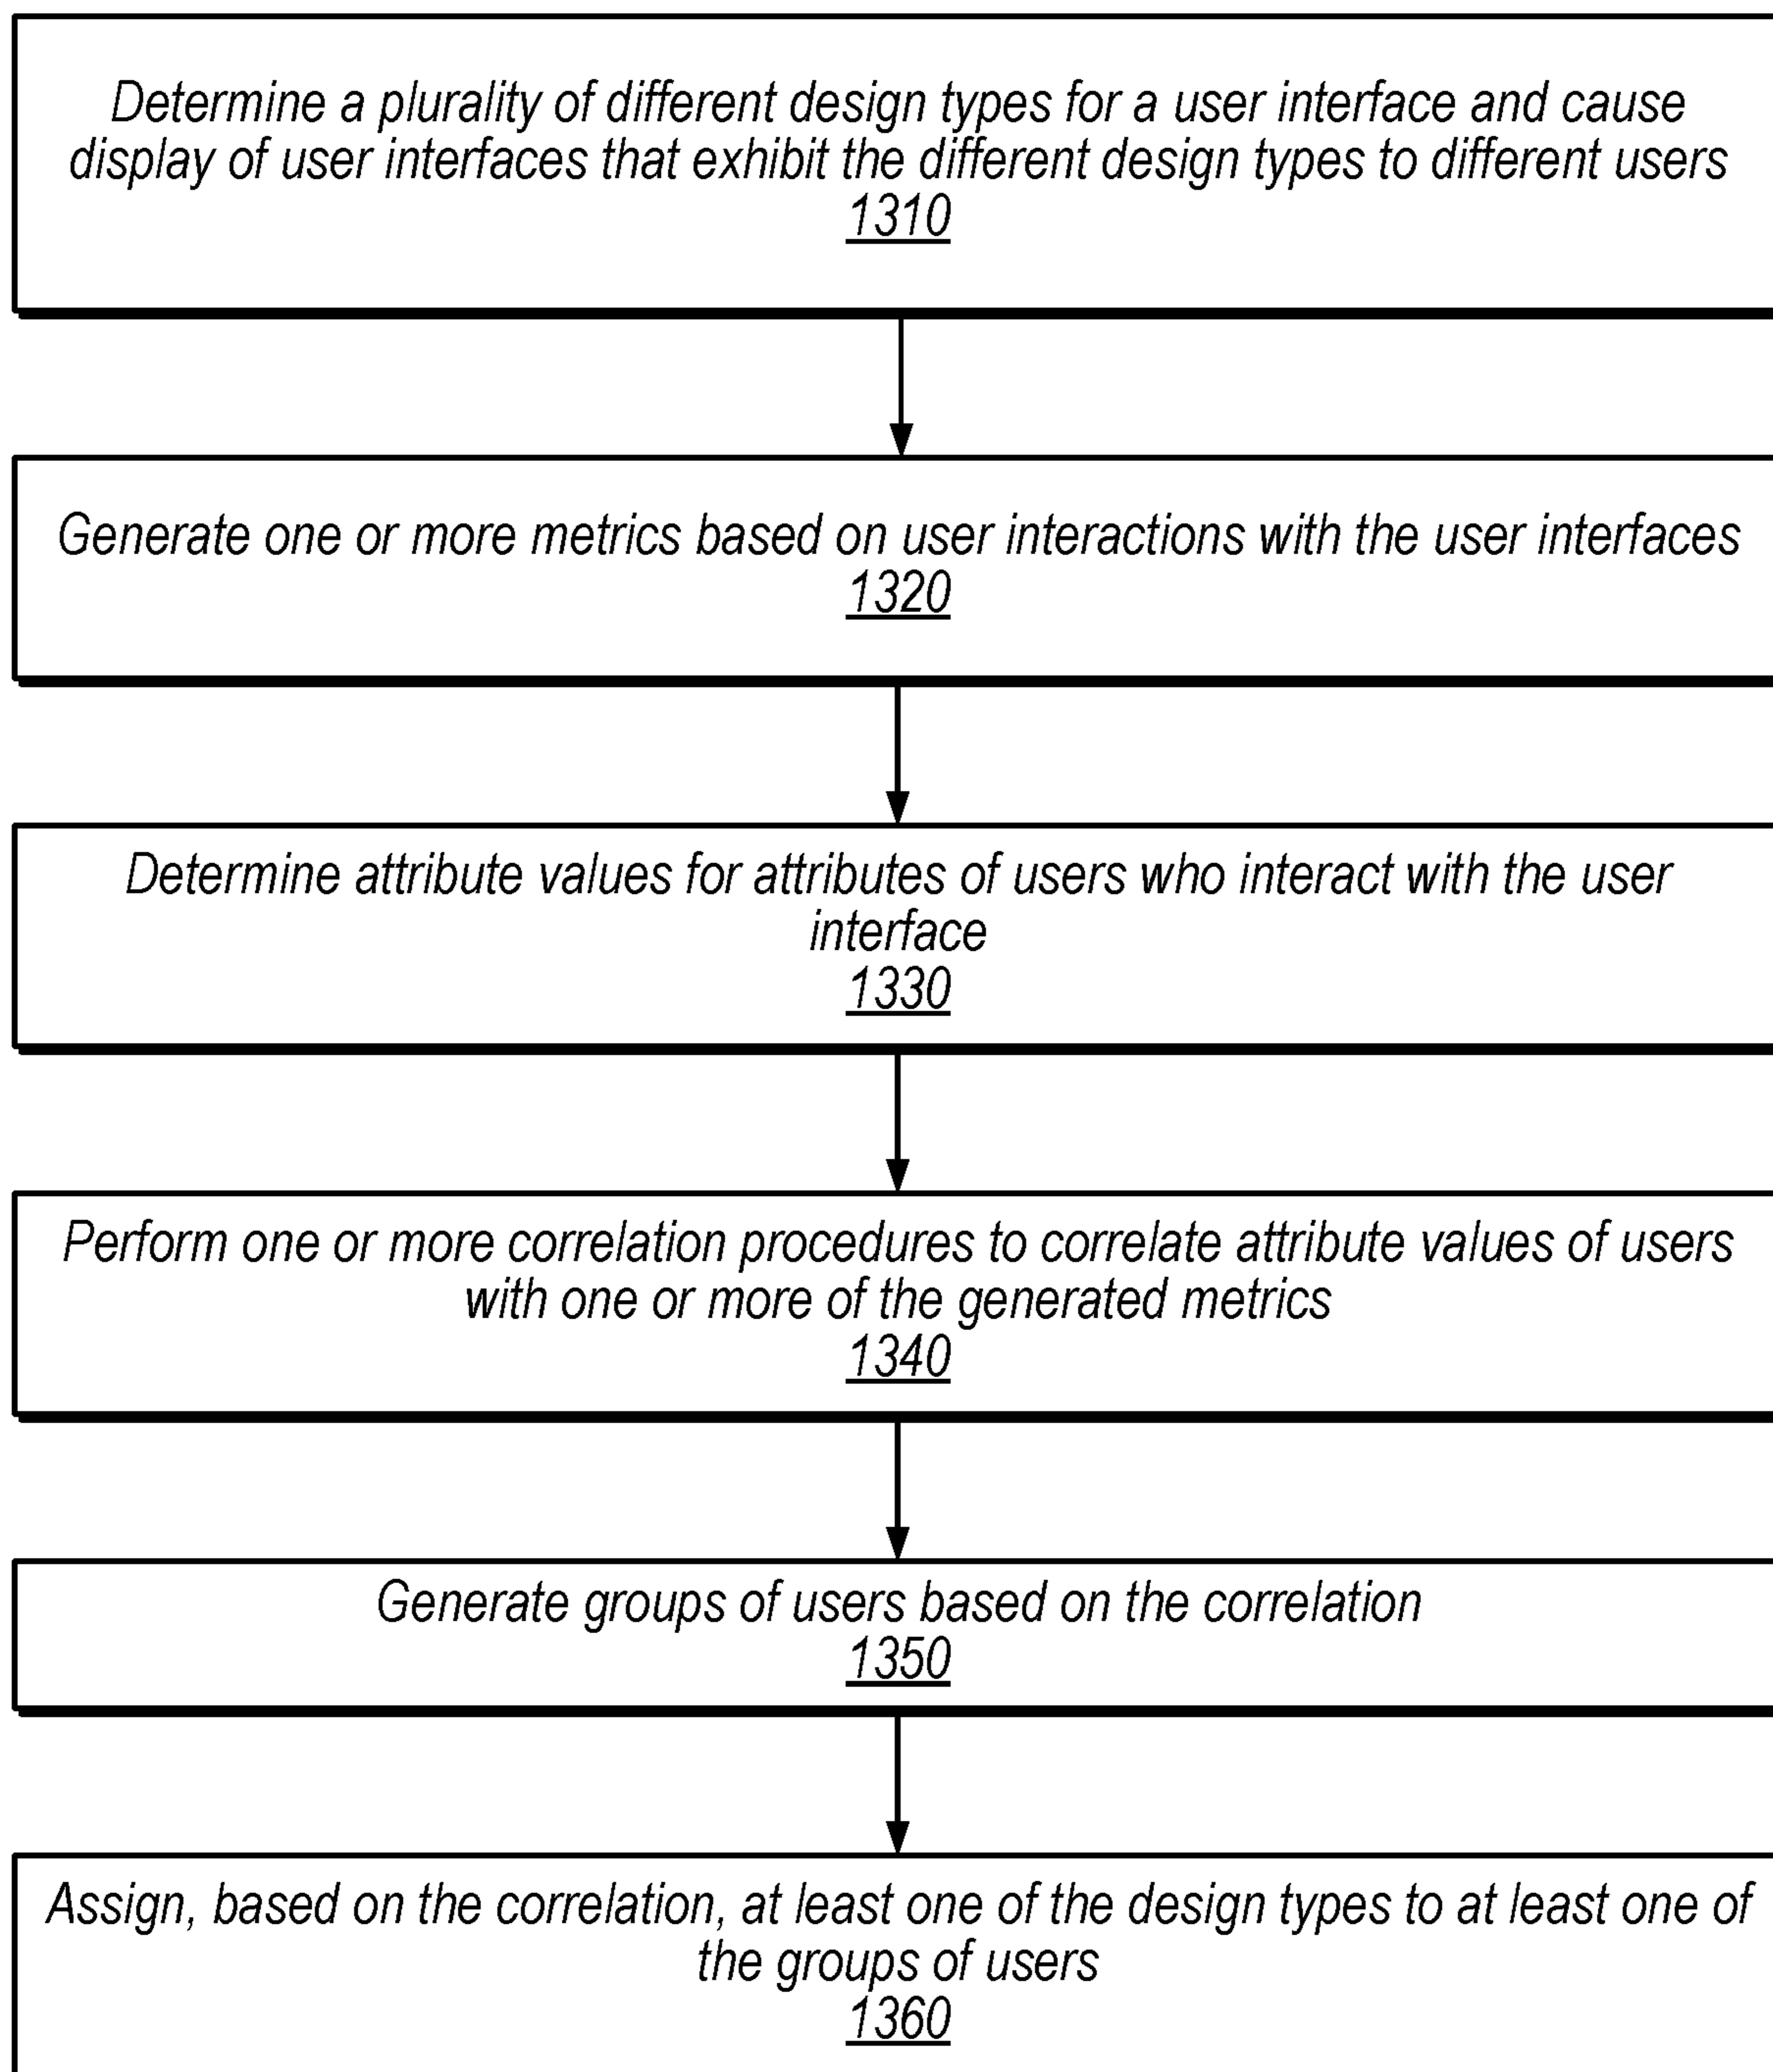 Determine a plurality of different design types for a user interface and cause
display of user interfaces that exhibit the different design types to different users
1310
Generate one or more metrics based on user interactions with the user interfaces
1320
Determine attribute values for attributes of users who interact with the user
interface
1330
Perform one or more correlation procedures to correlate attribute values of users
with one or more of the generated metrics
1340
Generate groups of users based on the correlation
1350
Assign, based on the correlation, at least one of the design types to at least one of
the groups of users
1360